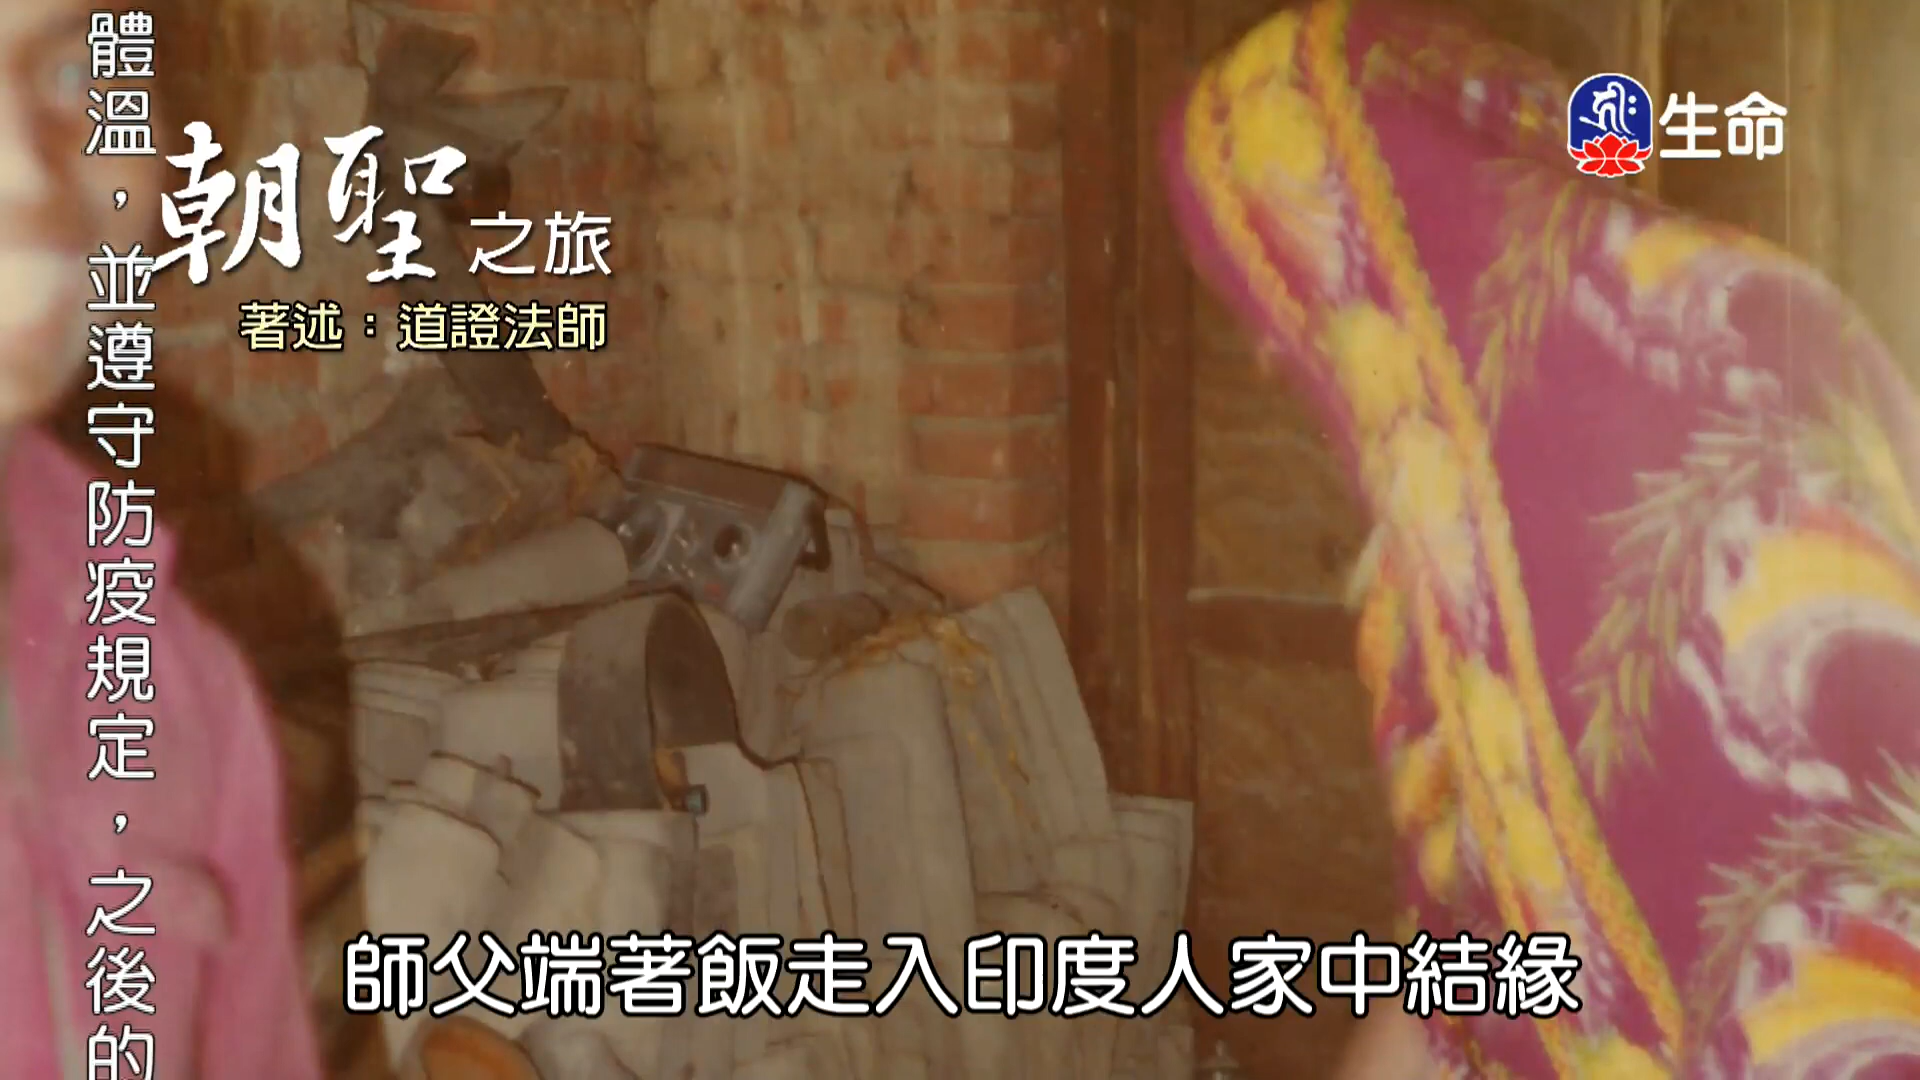 體溫，並遵守防疫規定，之後的
朝聖之旅
著述：道證法師
生命
師父端著飯走入印度人家中結緣